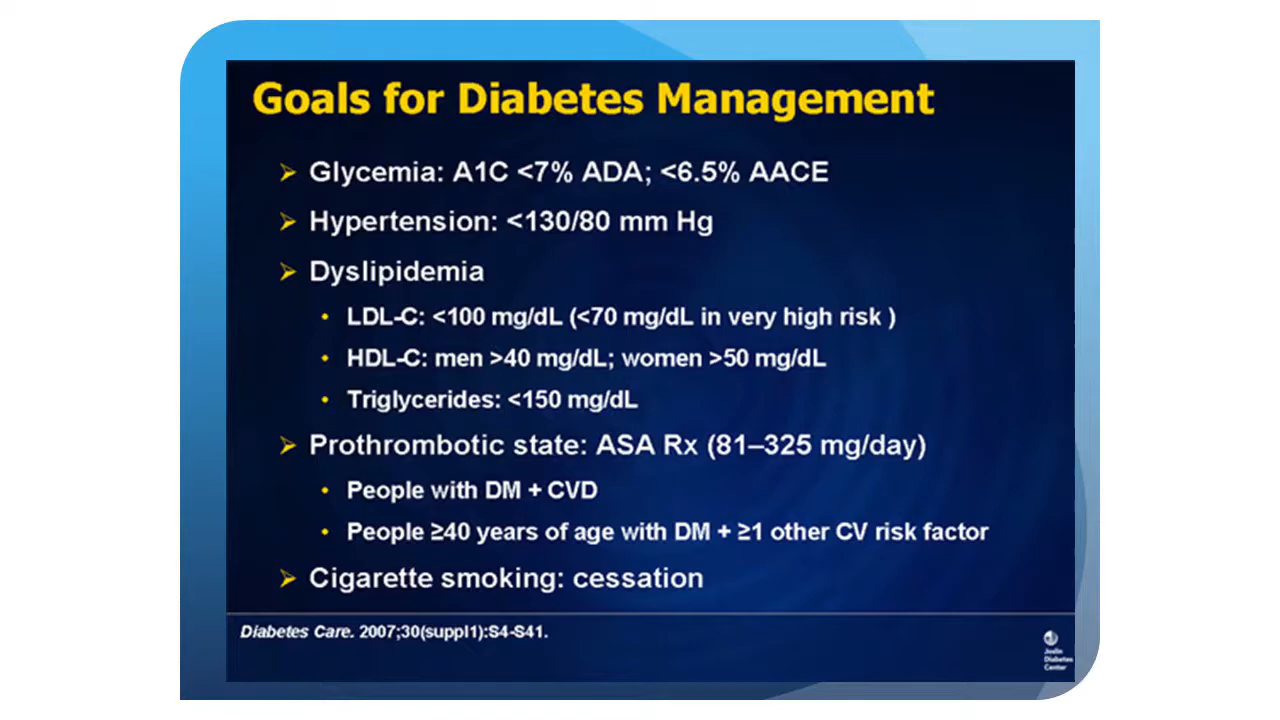 Goals for Diabetes Management
➢ Glycemia: A1C <7% ADA; <6.5% AACE
➢ Hypertension: <130/80 mm Hg
➢ Dyslipidemia
• LDL-C: <100 mg/dL (<70 mg/dL in very high risk )
• HDL-C: men >40 mg/dL; women >50 mg/dL
• Triglycerides: <150 mg/dL
➢ Prothrombotic state: ASA Rx (81–325 mg/day)
• People with DM + CVD
• People ≥40 years of age with DM + ≥1 other CV risk factor
➢ Cigarette smoking: cessation
Diabetes Care. 2007;30(suppl1):S4-S41.
Joslin
Diabetes
Center